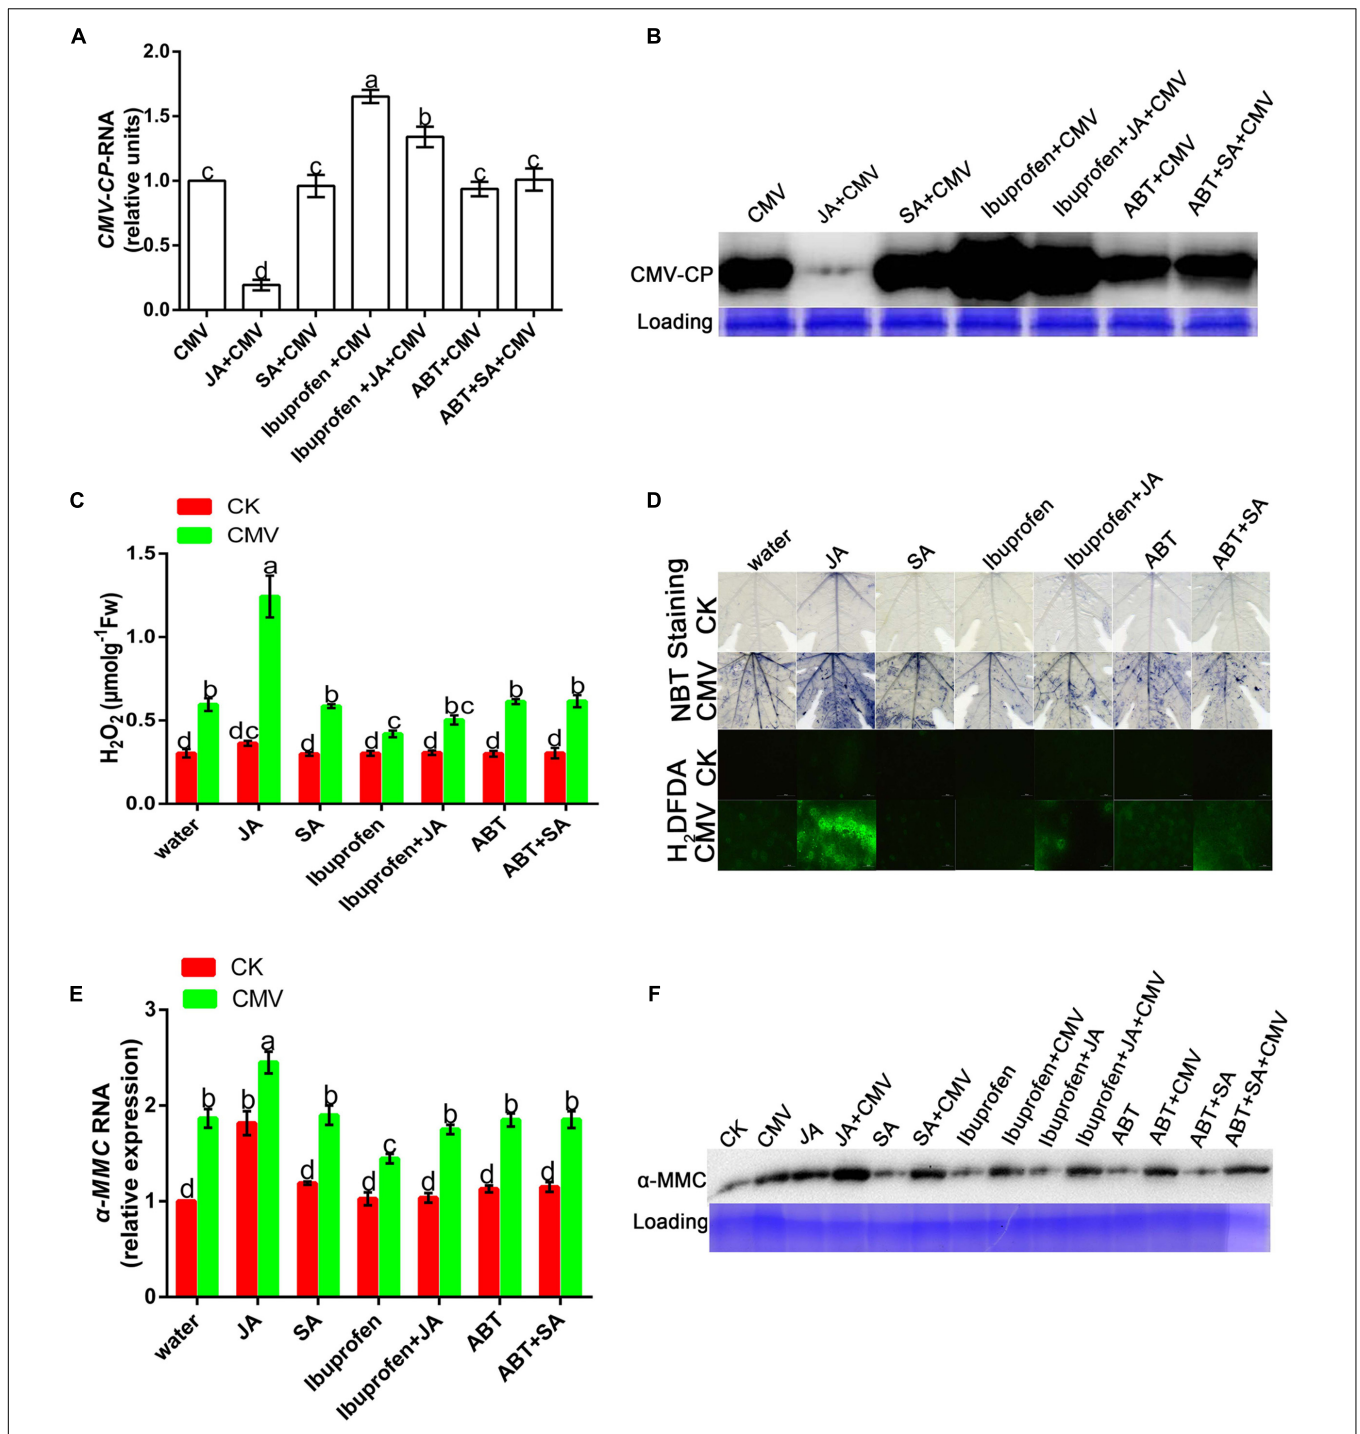 A
2.0
1.5
1.0
0.5
0.0
CMV-CP-RNA
(relative units)
c
d
c
a
b
c
c
CMV
JA+CMV
SA+CMV
Ibuprofen +CMV
Ibuprofen +JA+CMV
ABT+CMV
ABT+SA+CMV
B
CMV
JA+CMV
SA+CMV
Ibuprofen+CMV
Ibuprofen+JA+CMV
ABT+CMV
ABT+SA+CMV
CMV-CP
Loading
C
CK
CMV
1.5
1.0
0.5
0.0
H2O2 (μmolg-1Fw)
d
b
dc
a
d
b
d
c
d
bc
d
b
d
b
water
JA
SA
Ibuprofen
Ibuprofen+JA
ABT
ABT+SA
D
water
JA
SA
Ibuprofen
Ibuprofen+JA
ABT
ABT+SA
NBT Staining
CK
CMV
H2DFDA
CK
CMV
E
CK
CMV
3
2
1
0
α-MMC RNA
(relative expression)
d
b
b
a
d
b
d
c
d
b
d
b
d
b
water
JA
SA
Ibuprofen
Ibuprofen+JA
ABT
ABT+SA
F
CK
CMV
JA
JA+CMV
SA
SA+CMV
Ibuprofen
Ibuprofen+CMV
Ibuprofen+JA
Ibuprofen+JA+CMV
ABT
ABT+CMV
ABT+SA
ABT+SA+CMV
α-MMC
Loading